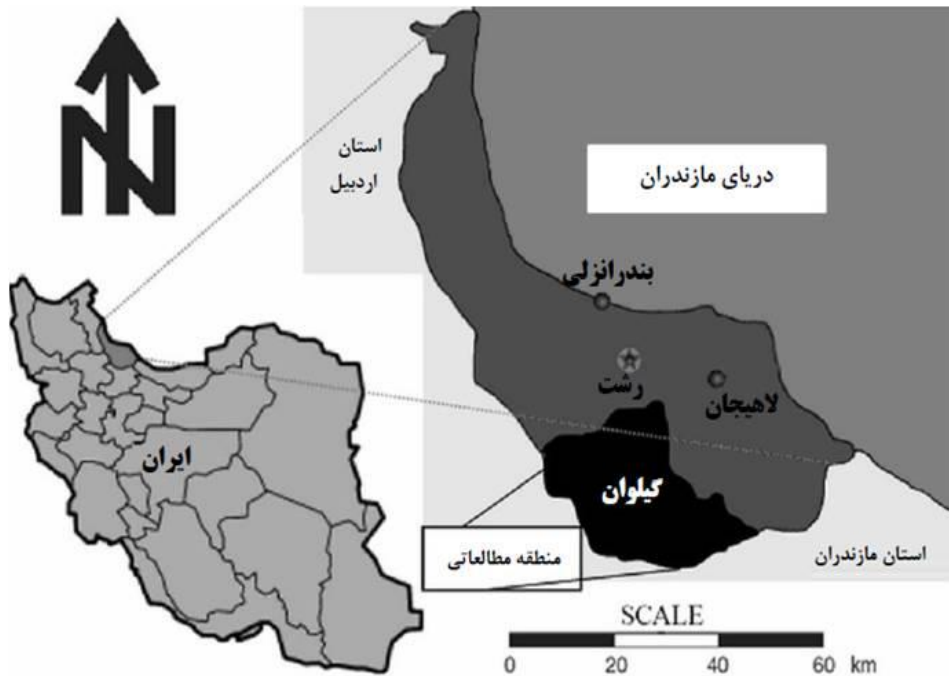 N
استان
اردبیل
دریای مازندران
بندرانزلی
رشت
لاهیجان
ایران
گیلوان
منطقه مطالعاتی
استان مازندران
SCALE
0 20 40 60 km